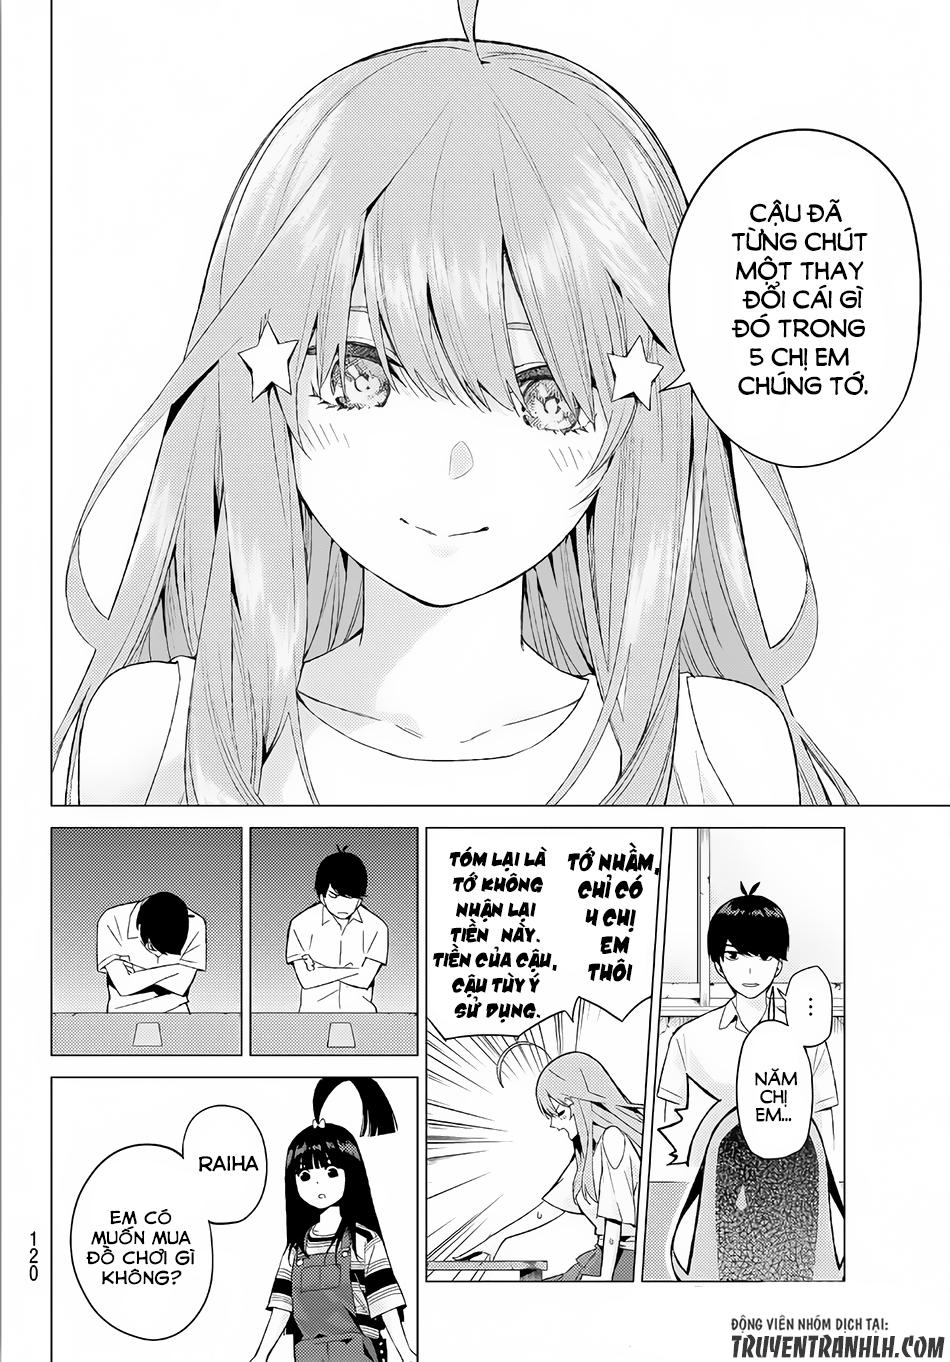 CẬU ĐÃ
TỪNG CHÚT
MỘT THAY
ĐỔI CÁI GÌ
ĐÓ TRONG
5 CHỊ EM
CHÚNG TỚ.
...
NĂM
CHỊ
EM...
TỚ NHẦM,
CHỈ CÓ
4 CHỊ
EM
THÔI
TÓM LẠI LÀ
TỚ KHÔNG
NHẬN LẠI
TIỀN NẦY.
TIỀN CỦA CẬU,
CẬU TÙY Ý
SỬ DỤNG.
RAIHA
EM CÓ
MUỐN MUA
ĐỒ CHƠI GÌ
KHÔNG?
120
ĐỘNG VIÊN NHÓM DỊCH TẠI:
TRUYENTRANHLH.COM